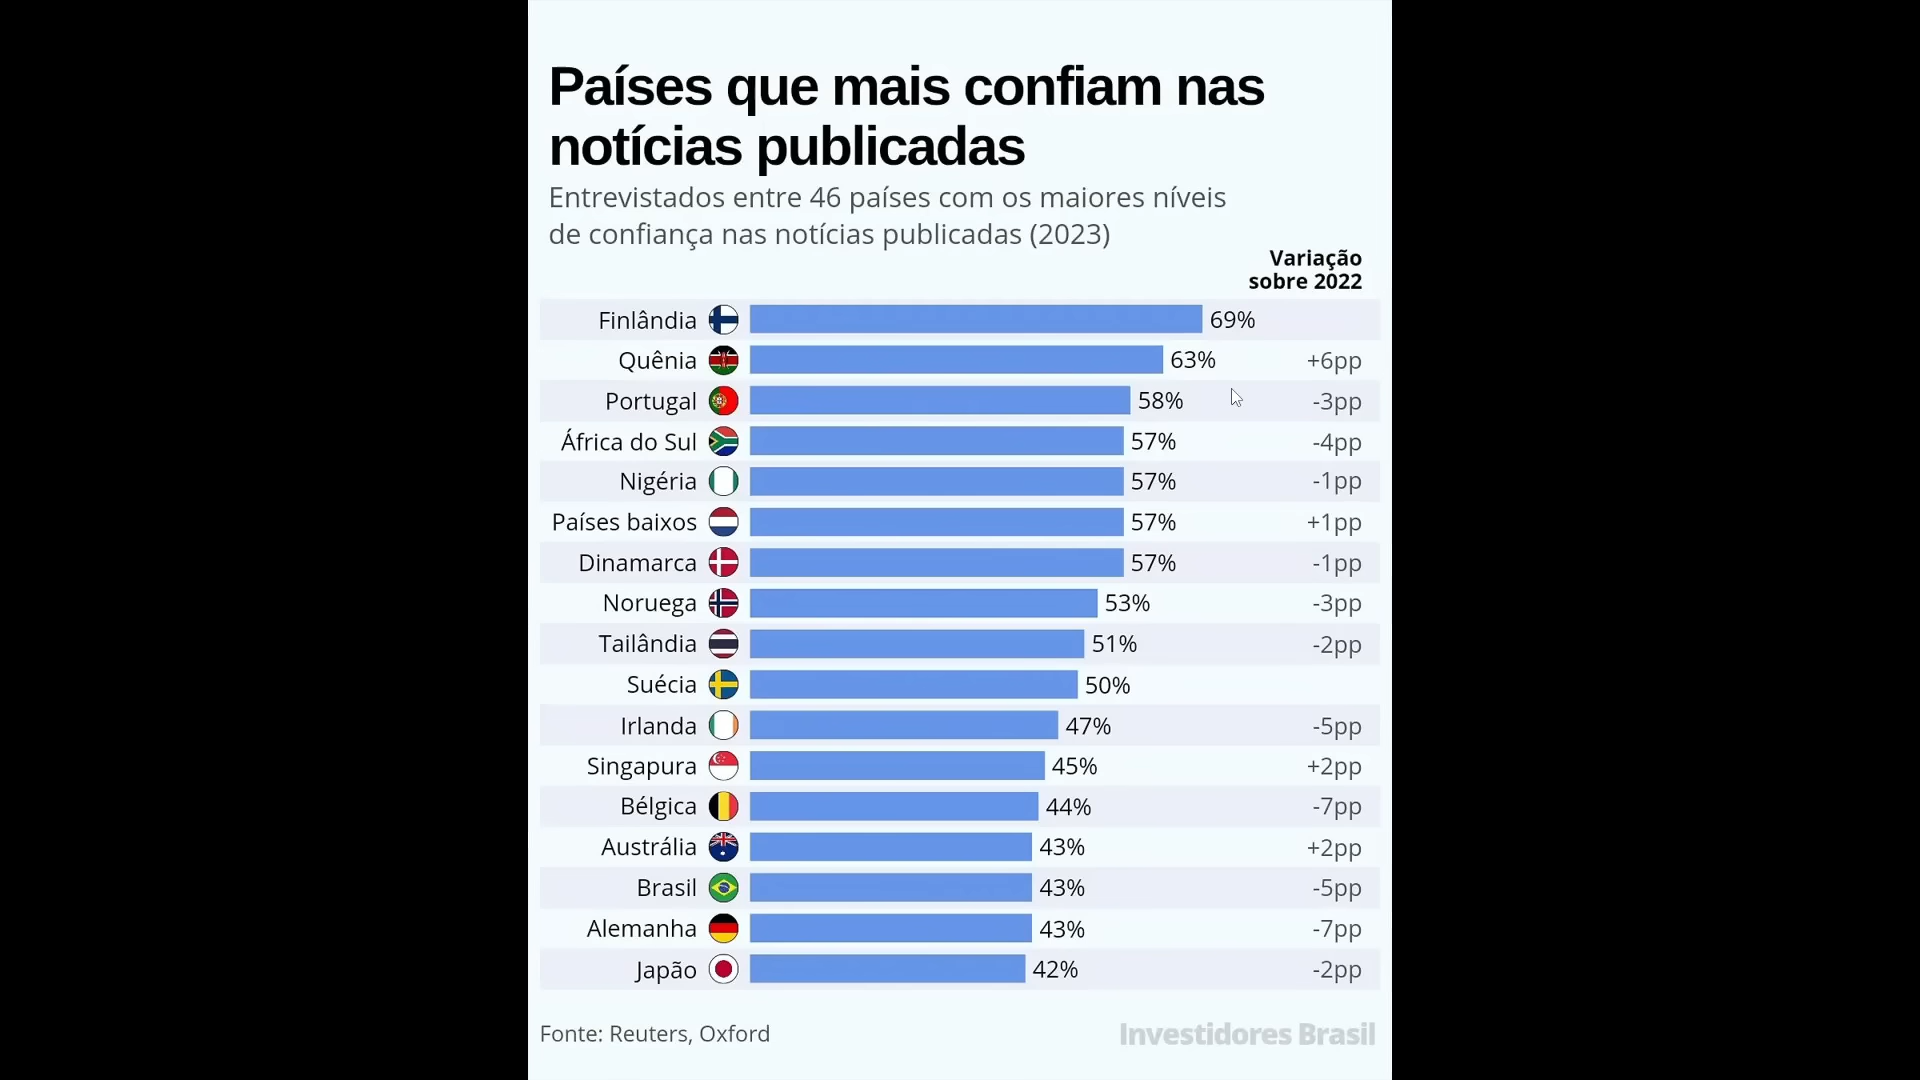 Países que mais confiam nas
notícias publicadas
Entrevistados entre 46 países com os maiores níveis
de confiança nas notícias publicadas (2023)
Variação
sobre 2022
Finlândia 69%
Quênia 63% +6pp
Portugal 58% -3pp
África do Sul 57% -4pp
Nigéria 57% -1pp
Países baixos 57% +1pp
Dinamarca 57% -1pp
Noruega 53% -3pp
Tailândia 51% -2pp
Suécia 50%
Irlanda 47% -5pp
Singapura 45% +2pp
Bélgica 44% -7pp
Austrália 43% +2pp
Brasil 43% -5pp
Alemanha 43% -7pp
Japão 42% -2pp
Fonte: Reuters, Oxford
Investidores Brasil